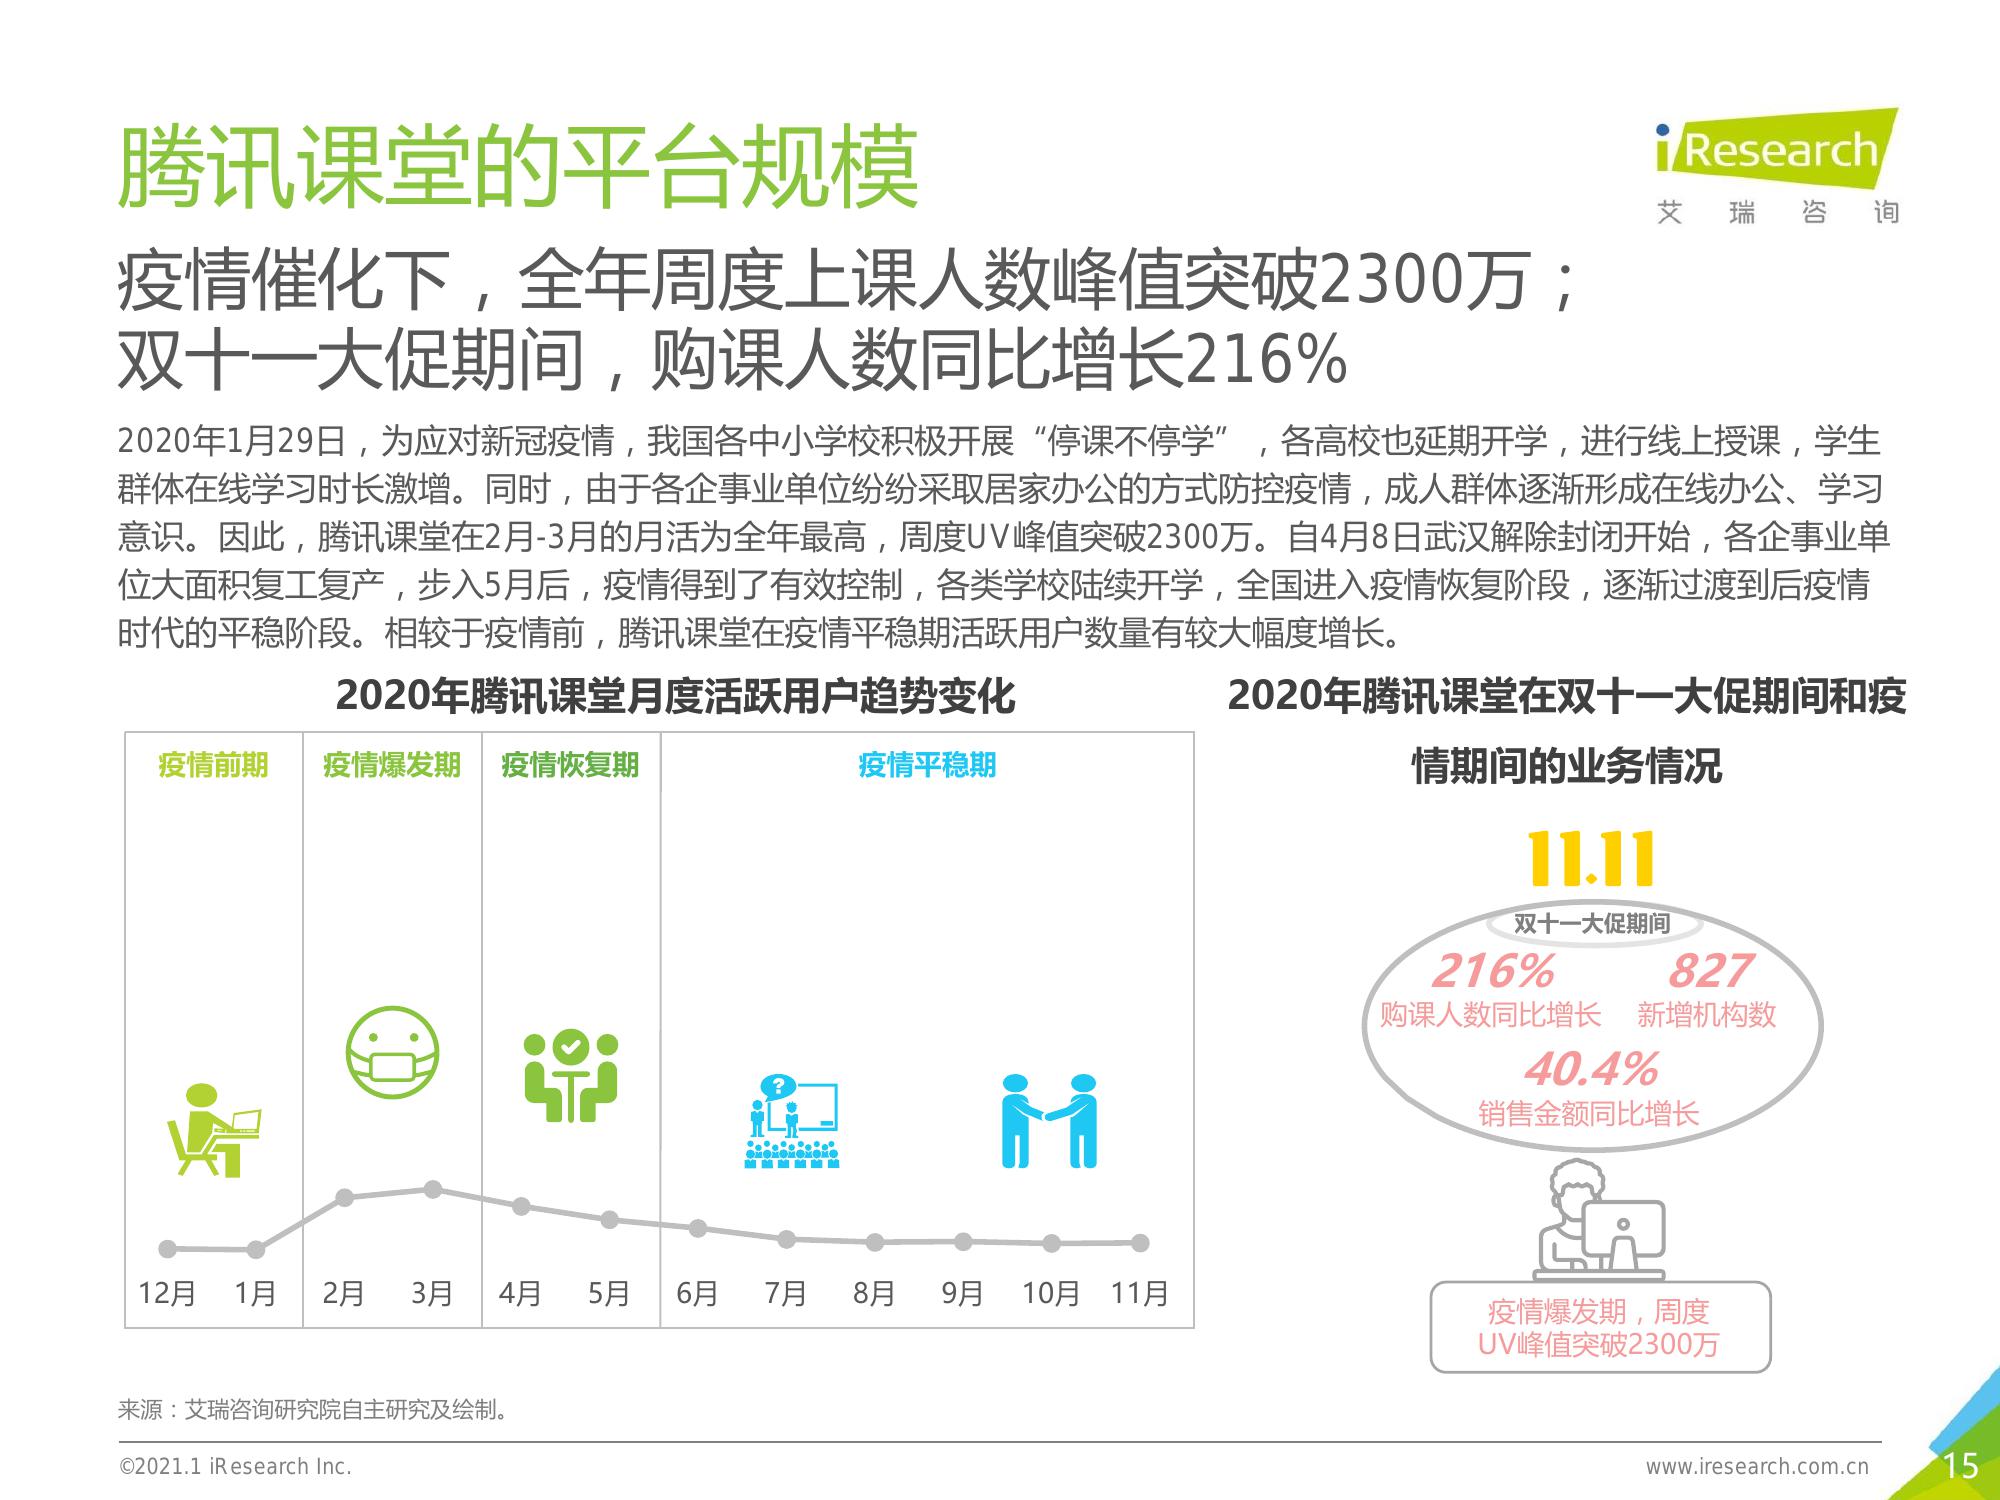 腾讯课堂的平台规模
iResearch
艾瑞咨询
疫情催化下，全年周度上课人数峰值突破2300万；
双十一大促期间，购课人数同比增长216%
2020年1月29日，为应对新冠疫情，我国各中小学校积极开展“停课不停学”，各高校也延期开学，进行线上授课，学生
群体在线学习时长激增。同时，由于各企事业单位纷纷采取居家办公的方式防控疫情，成人群体逐渐形成在线办公、学习
意识。因此，腾讯课堂在2月-3月的月活为全年最高，周度UV峰值突破2300万。自4月8日武汉解除封闭开始，各企事业单
位大面积复工复产，步入5月后，疫情得到了有效控制，各类学校陆续开学，全国进入疫情恢复阶段，逐渐过渡到后疫情
时代的平稳阶段。相较于疫情前，腾讯课堂在疫情平稳期活跃用户数量有较大幅度增长。
2020年腾讯课堂月度活跃用户趋势变化
疫情前期 疫情爆发期 疫情恢复期 疫情平稳期
?
12月 1月 2月 3月 4月 5月 6月 7月 8月 9月 10月 11月
2020年腾讯课堂在双十一大促期间和疫
情期间的业务情况
11.11
双十一大促期间
216% 827
购课人数同比增长 新增机构数
40.4%
销售金额同比增长
疫情爆发期，周度
UV峰值突破2300万
来源：艾瑞咨询研究院自主研究及绘制。
©2021.1 iResearch Inc.
www.iresearch.com.cn
15